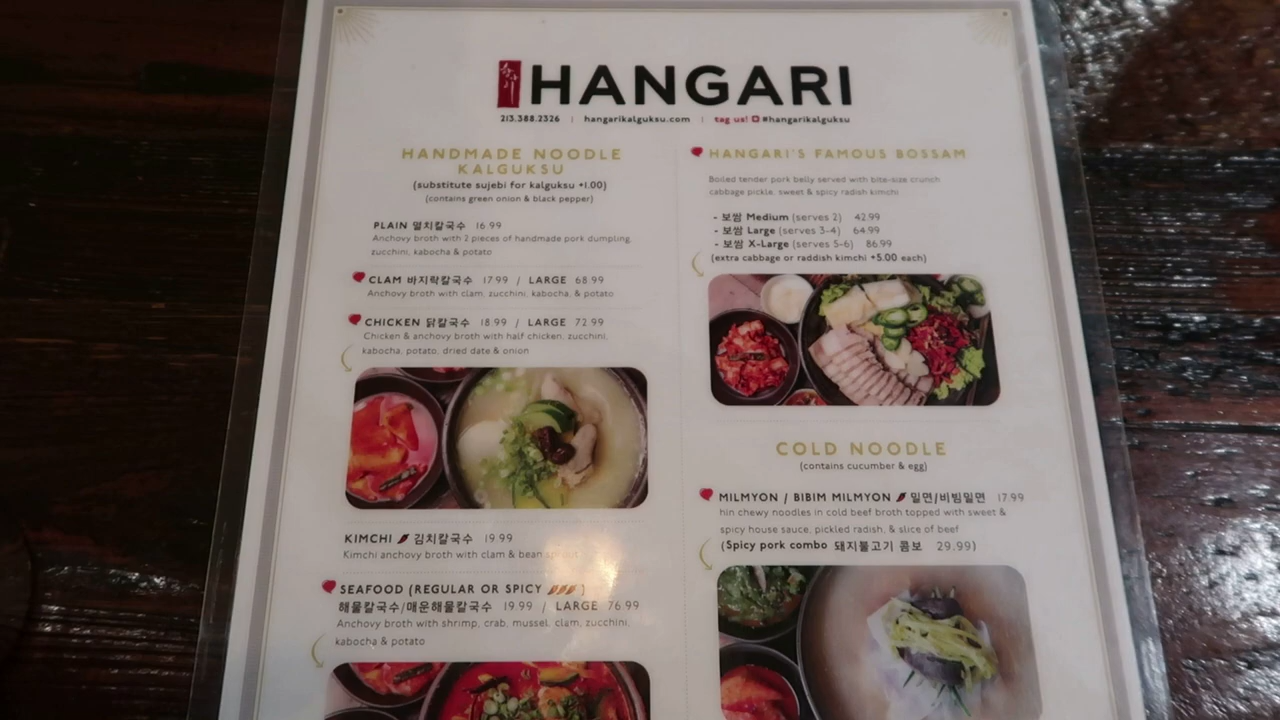 HANGARI
213.388.2326 | hangarikalguksu.com | tag us! #hangarikalguksu
HANDMADE NOODLE
KALGUKSU
(substitute sujebi for kalguksu +1.00)
(contains green onion & black pepper)
PLAIN 멸치칼국수 16.99
Anchovy broth with 2 pieces of handmade pork dumpling,
zucchini, kabocha & potato
CLAM 바지락칼국수 17.99 / LARGE 68.99
Anchovy broth with clam, zucchini, kabocha, & potato
CHICKEN 닭칼국수 18.99 / LARGE 72.99
Chicken & anchovy broth with half chicken, zucchini,
kabocha, potato, dried date & onion
KIMCHI 김치칼국수 19.99
Kimchi anchovy broth with clam & bean
SEAFOOD (REGULAR OR SPICY )
해물칼국수/매운해물칼국수 19.99 / LARGE 76.99
Anchovy broth with shrimp, crab, mussel, clam, zucchini,
kabocha & potato
HANGARI'S FAMOUS BOSSAM
Boiled tender pork belly served with bite-size crunch
cabbage pickle, sweet & spicy radish kimchi
- 보쌈 Medium (serves 2) 42.99
- 보쌈 Large (serves 3-4) 64.99
- 보쌈 X-Large (serves 5-6) 86.99
(extra cabbage or raddish kimchi +5.00 each)
COLD NOODLE
(contains cucumber & egg)
MILMYON / BIBIM MILMYON 밀면/비빔밀면 17.99
hin chewy noodles in cold beef broth topped with sweet &
spicy house sauce, pickled radish, & slice of beef
(Spicy pork combo 돼지불고기 콤보 29.99)